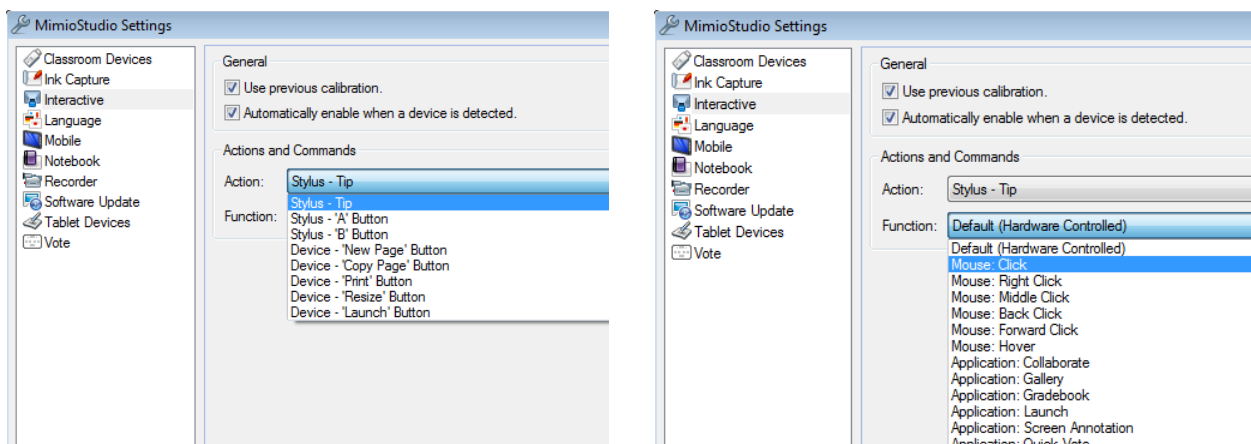 MimioStudio Settings
Classroom Devices
Ink Capture
Interactive
Language
Mobile
Notebook
Recorder
Software Update
Tablet Devices
Vote
General
Use previous calibration.
Automatically enable when a device is detected.
Actions and Commands
Action: Stylus - Tip
Function:
Stylus - Tip
Stylus - 'A' Button
Stylus - 'B' Button
Device - 'New Page' Button
Device - 'Copy Page' Button
Device - 'Print' Button
Device - 'Resize' Button
Device - 'Launch' Button
MimioStudio Settings
Classroom Devices
Ink Capture
Interactive
Language
Mobile
Notebook
Recorder
Software Update
Tablet Devices
Vote
General
Use previous calibration.
Automatically enable when a device is detected.
Actions and Commands
Action: Stylus - Tip
Function: Default (Hardware Controlled)
Default (Hardware Controlled)
Mouse: Click
Mouse: Right Click
Mouse: Middle Click
Mouse: Back Click
Mouse: Forward Click
Mouse: Hover
Application: Collaborate
Application: Gallery
Application: Gradebook
Application: Launch
Application: Screen Annotation
Application: Quick Vote